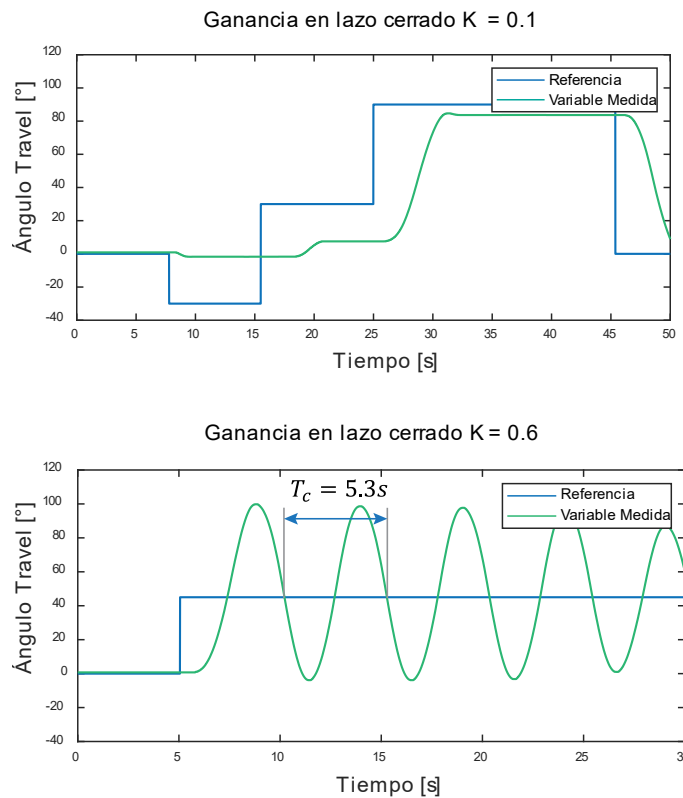 Ganancia en lazo cerrado K = 0.1
120
100
80
60
40
20
0
-20
-40
Ángulo Travel [°]
Referencia
Variable Medida
0 5 10 15 20 25 30 35 40 45 50
Tiempo [s]
Ganancia en lazo cerrado K = 0.6
120
100
80
60
40
20
0
-20
-40
Ángulo Travel [°]
T_c = 5.3s
Referencia
Variable Medida
0 5 10 15 20 25 30
Tiempo [s]